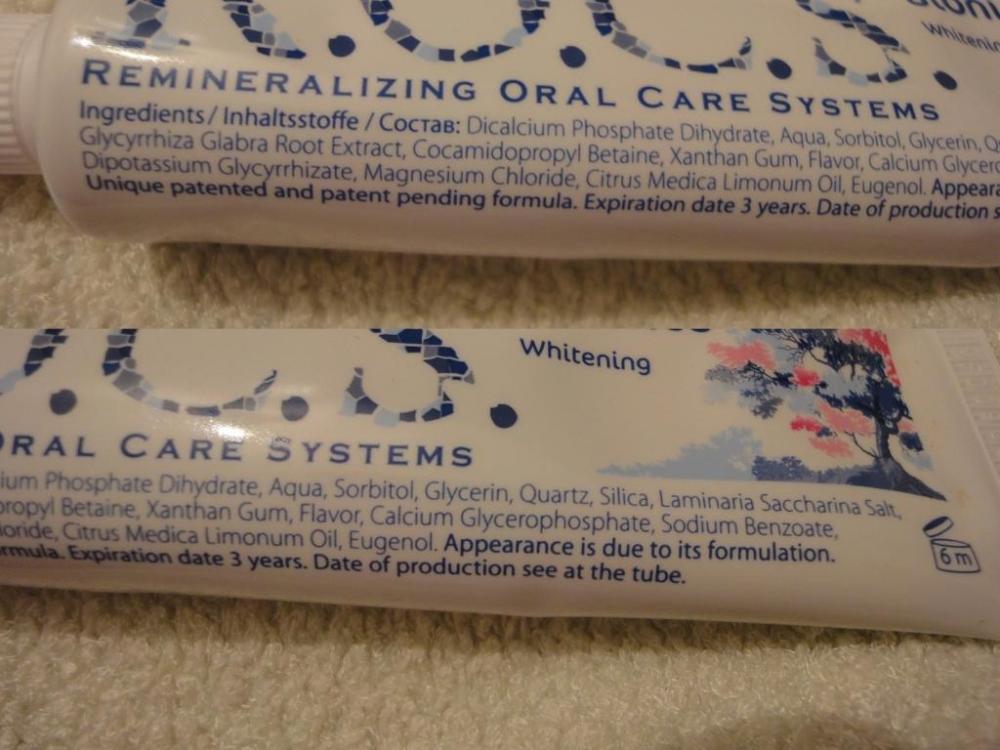 R.O.C.S.
Whitening
REMINERALIZING ORAL CARE SYSTEMS
Ingredients / Inhaltsstoffe / Состав: Dicalcium Phosphate Dihydrate, Aqua, Sorbitol, Glycerin,
Glycyrrhiza Glabra Root Extract, Cocamidopropyl Betaine, Xanthan Gum, Flavor, Calcium
Dipotassium Glycyrrhizate, Magnesium Chloride, Citrus Medica Limonum Oil, Eugenol.
Unique patented and patent pending formula. Expiration date 3 years. Date of production
.C.S.
Whitening
ORAL CARE SYSTEMS
Phosphate Dihydrate, Aqua, Sorbitol, Glycerin, Quartz, Silica, Laminaria Saccharina Salt,
Betaine, Xanthan Gum, Flavor, Calcium Glycerophosphate, Sodium Benzoate,
Citrus Medica Limonum Oil, Eugenol. Appearance is due to its formulation.
Expiration date 3 years. Date of production see at the tube.
6 m